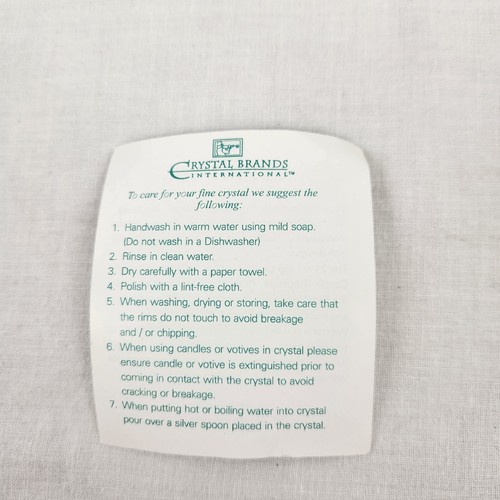 CRYSTAL BRANDS
INTERNATIONAL™
To care for your fine crystal we suggest the
following:
1. Handwash in warm water using mild soap.
(Do not wash in a Dishwasher)
2. Rinse in clean water.
3. Dry carefully with a paper towel.
4. Polish with a lint-free cloth.
5. When washing, drying or storing, take care that
the rims do not touch to avoid breakage
and / or chipping.
6. When using candles or votives in crystal please
ensure candle or votive is extinguished prior to
coming in contact with the crystal to avoid
cracking or breakage.
7. When putting hot or boiling water into crystal
pour over a silver spoon placed in the crystal.